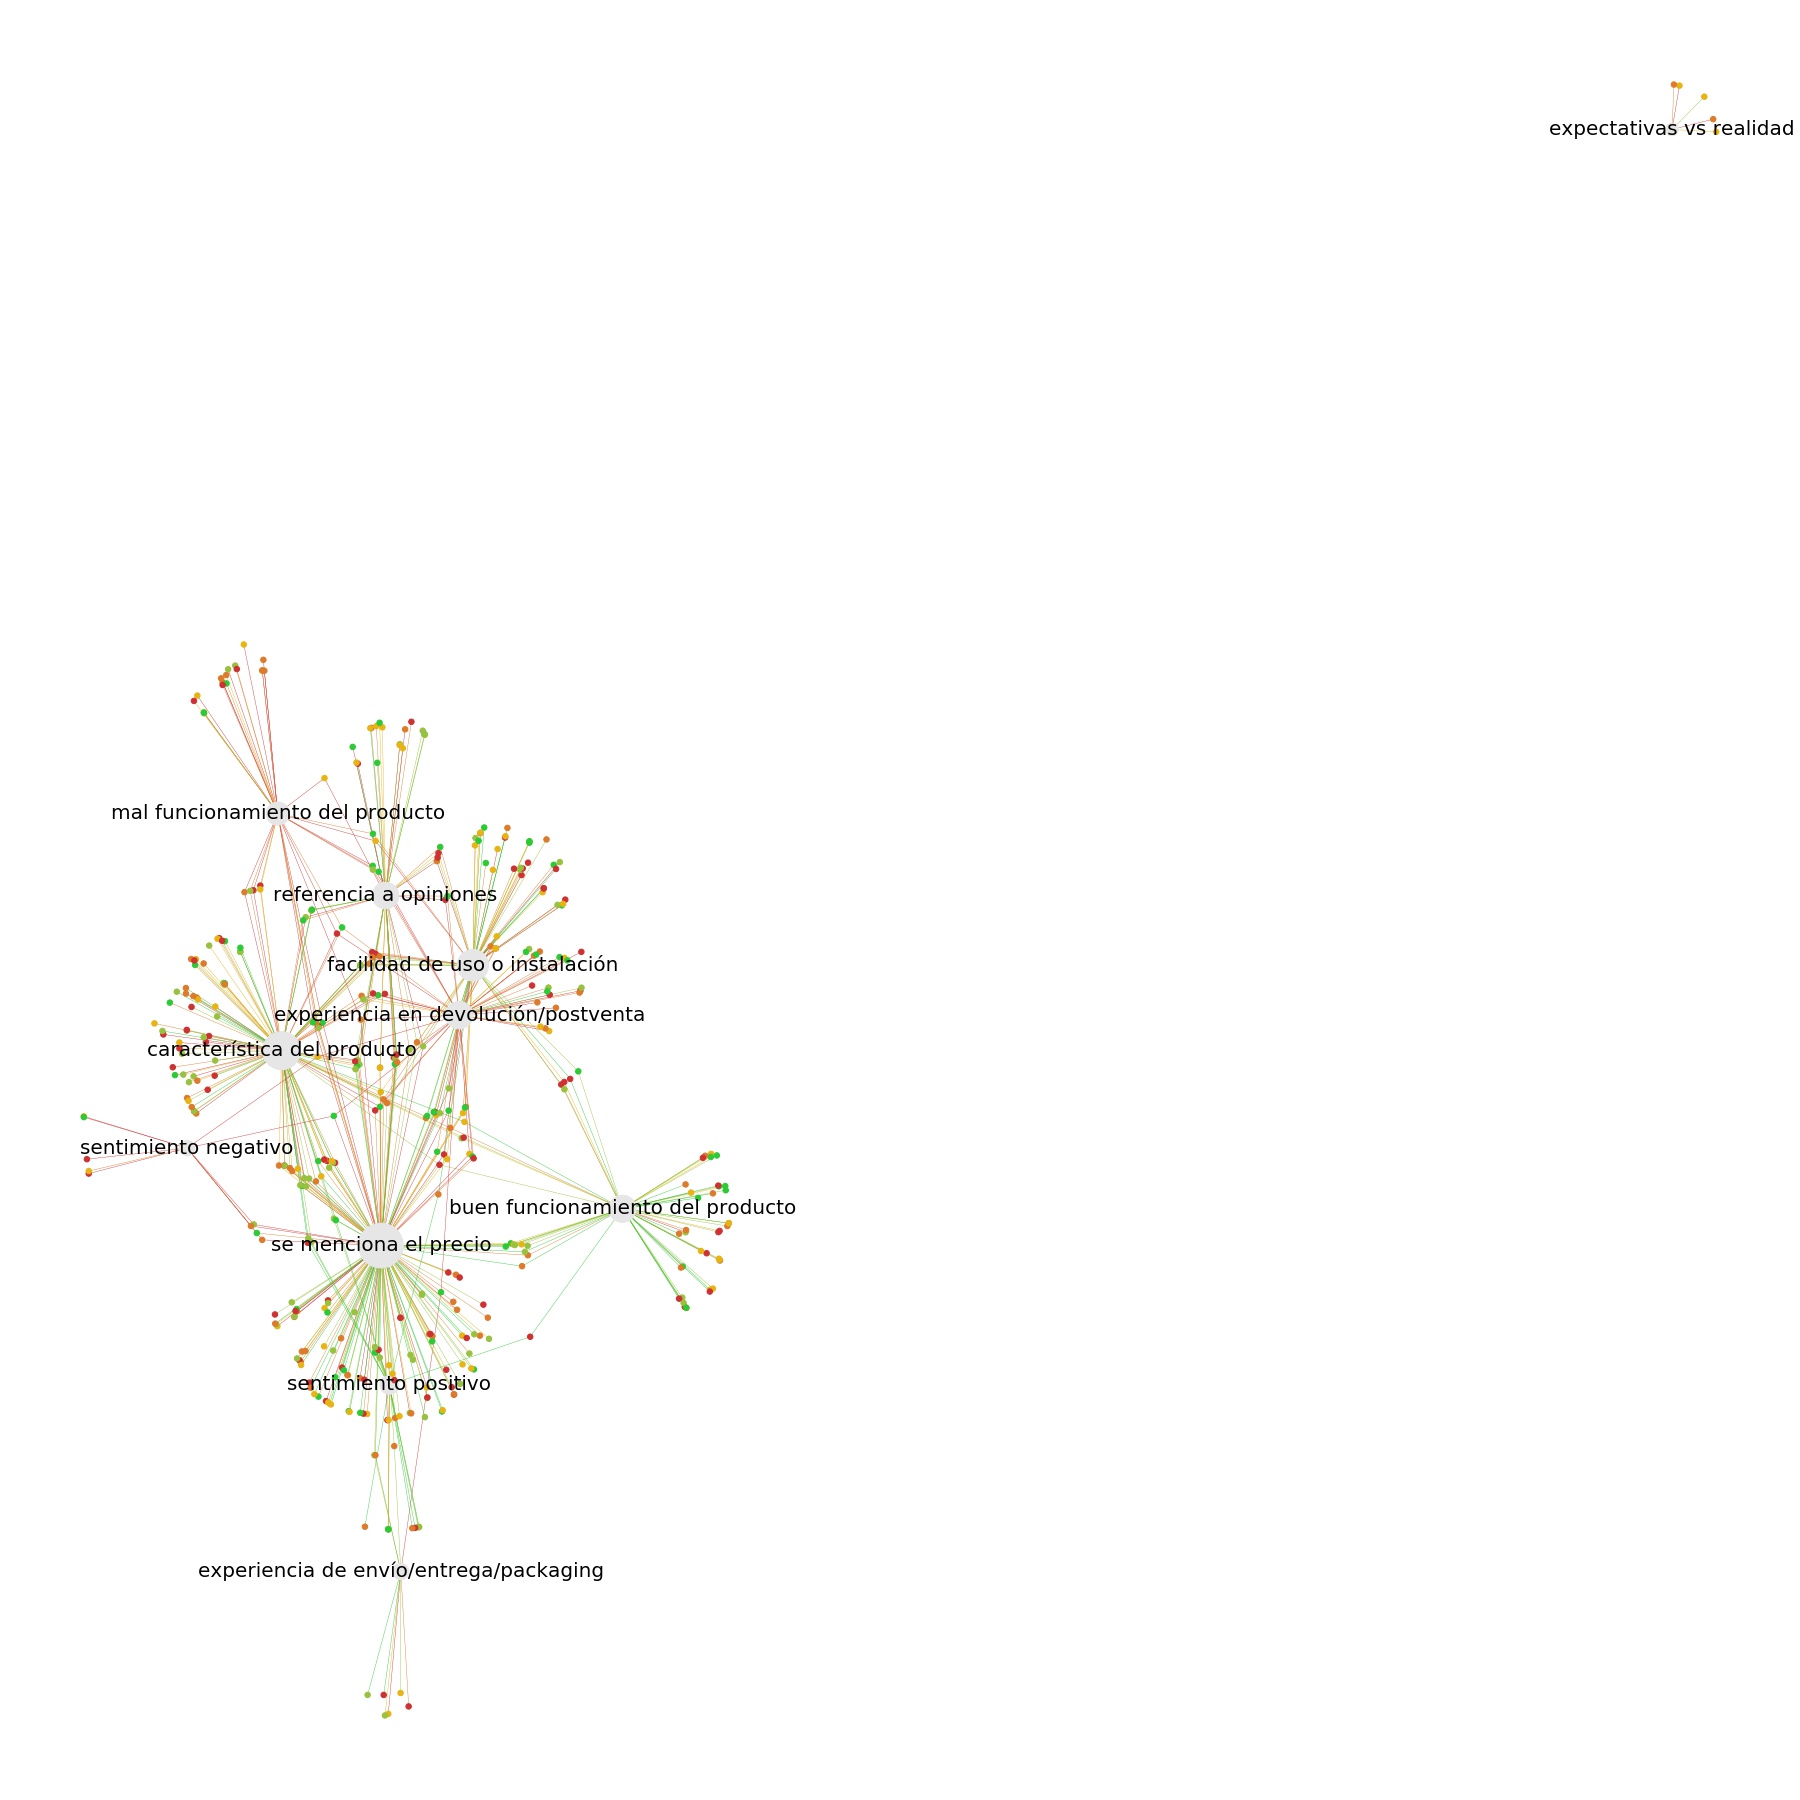 expectativas vs realidad
mal funcionamiento del producto
referencia a opiniones
facilidad de uso o instalación
experiencia en devolución/postventa
característica del producto
sentimiento negativo
buen funcionamiento del producto
se menciona el precio
sentimiento positivo
experiencia de envío/entrega/packaging